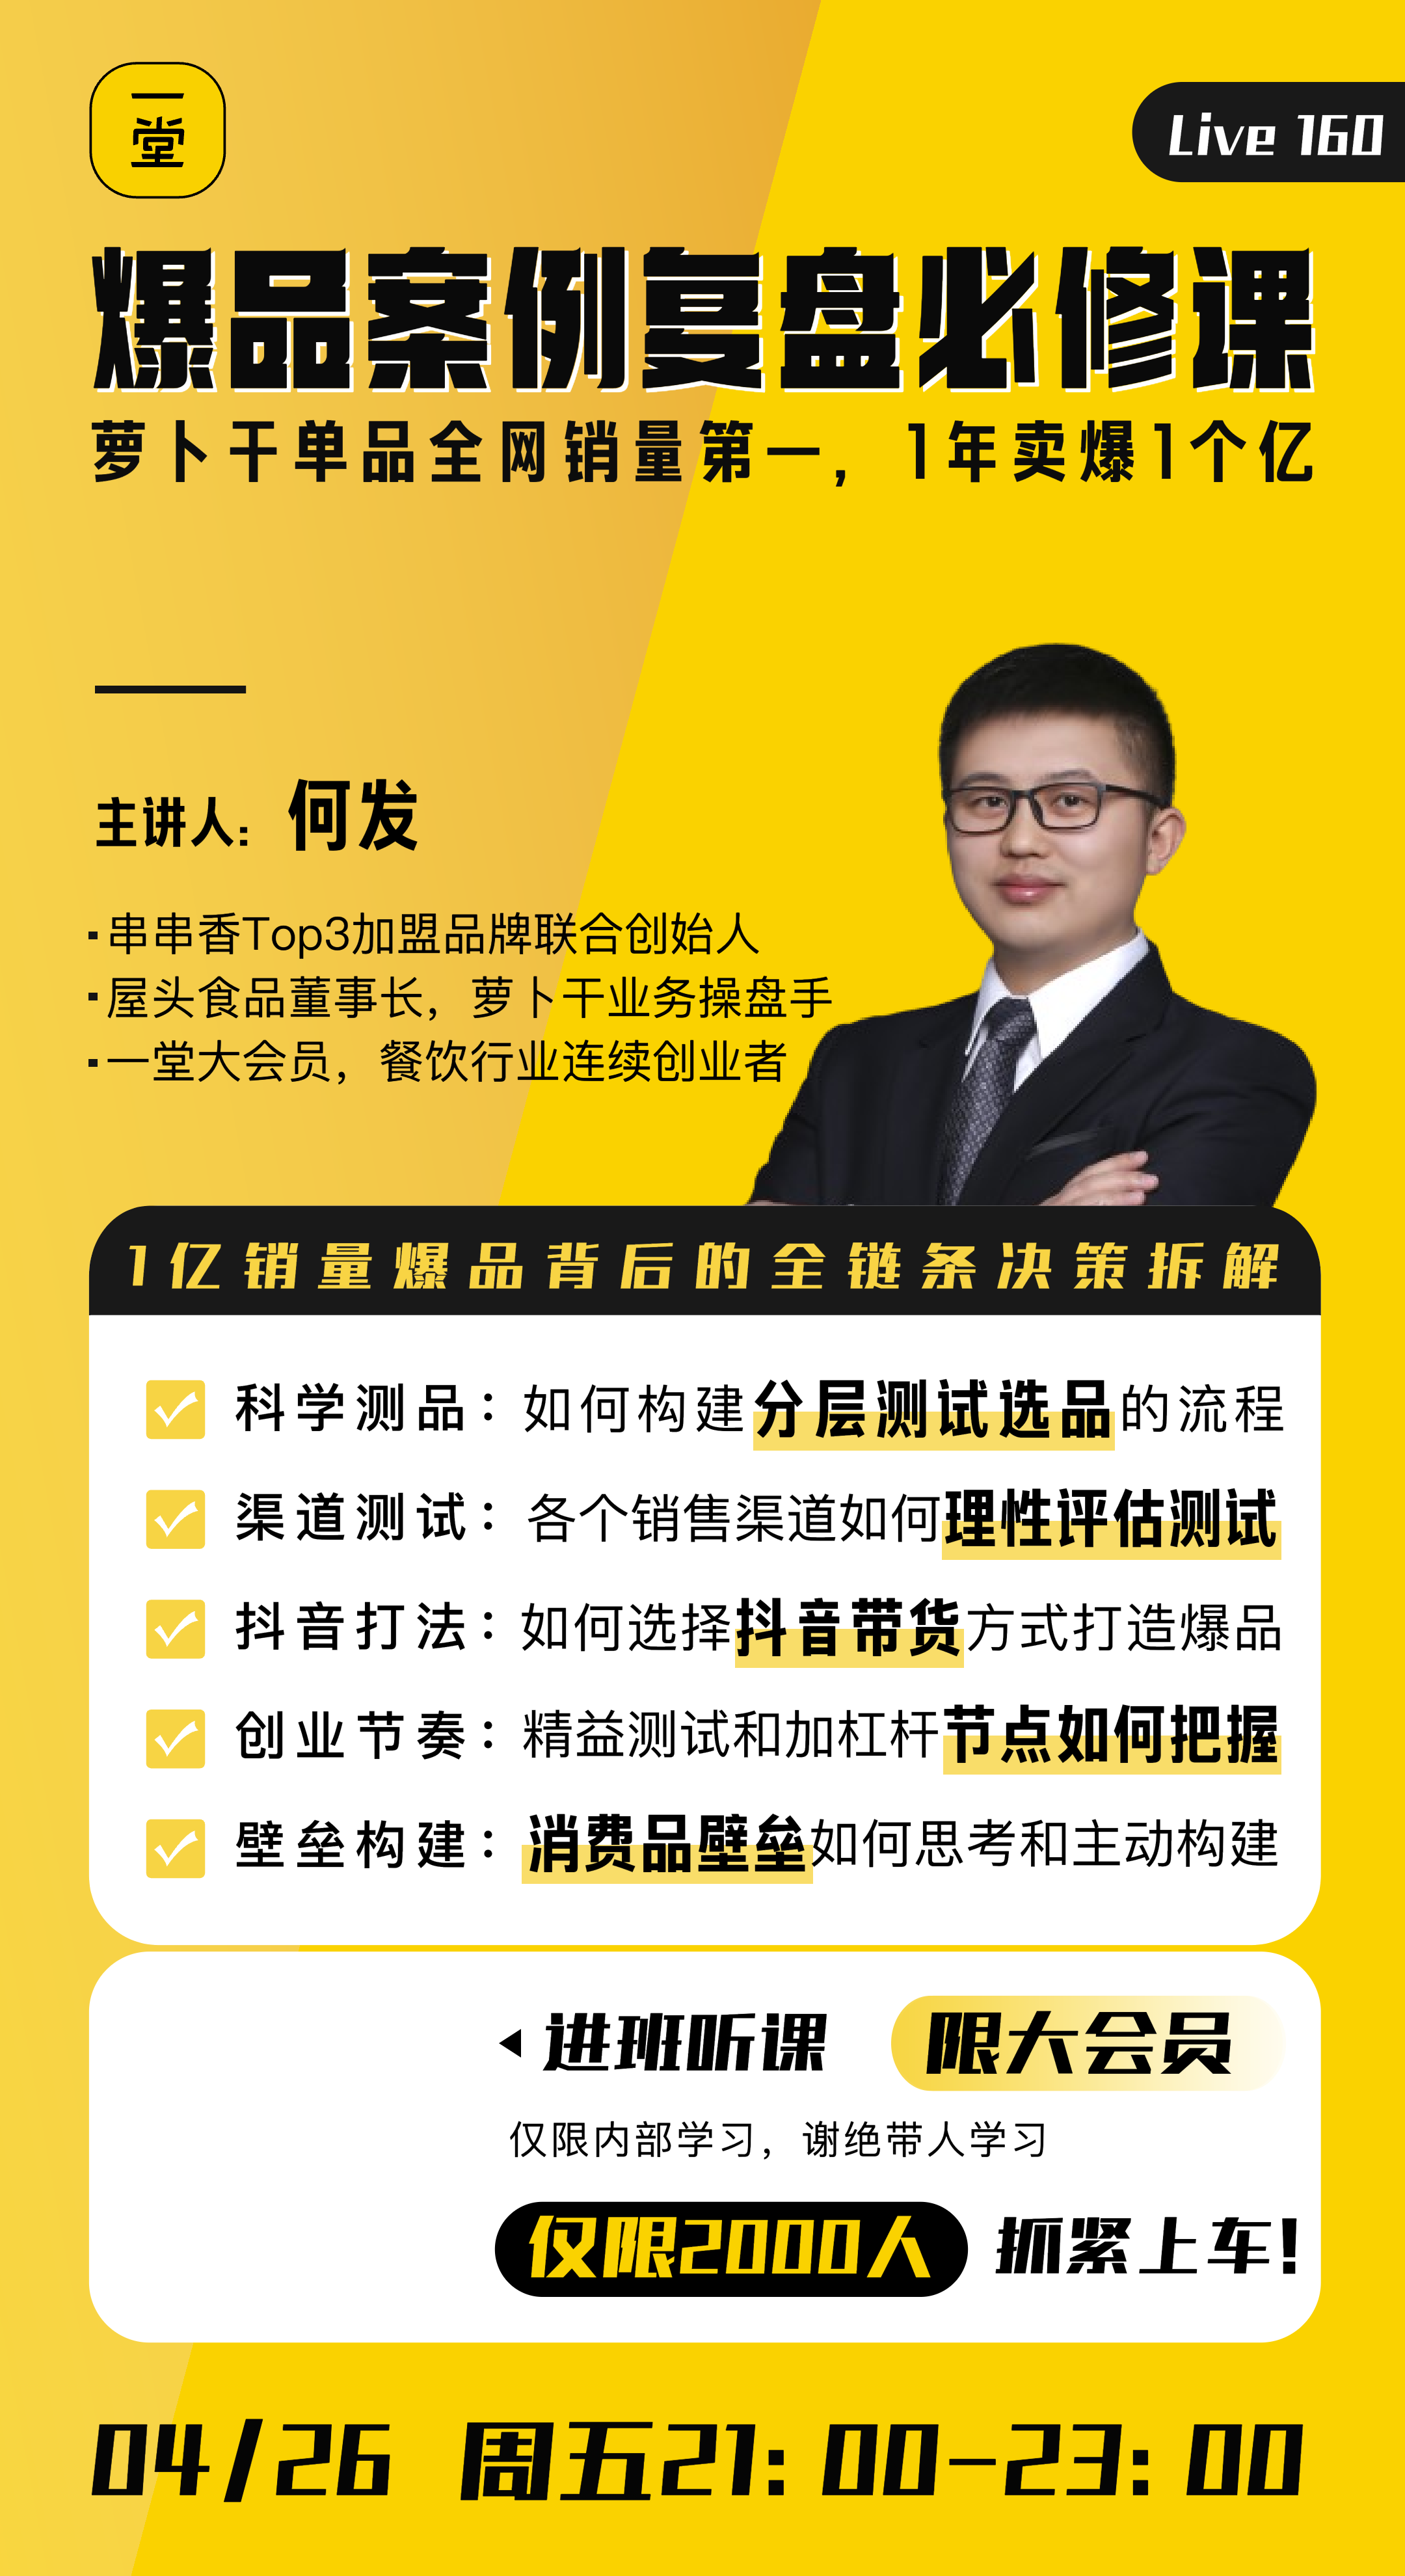 一堂
Live 160
爆品案例复盘必修课
萝卜干单品全网销量第一，1年卖爆1个亿
主讲人：何发
·串串香Top3加盟品牌联合创始人
·屋头食品董事长，萝卜干业务操盘手
·一堂大会员，餐饮行业连续创业者
1亿销量爆品背后的全链条决策拆解
科学测品：如何构建分层测试选品的流程
渠道测试：各个销售渠道如何理性评估测试
抖音打法：如何选择抖音带货方式打造爆品
创业节奏：精益测试和加杠杆节点如何把握
壁垒构建：消费品壁垒如何思考和主动构建
进班听课 限大会员
仅限内部学习，谢绝带人学习
仅限2000人 抓紧上车！
04/26 周五21：00-23：00